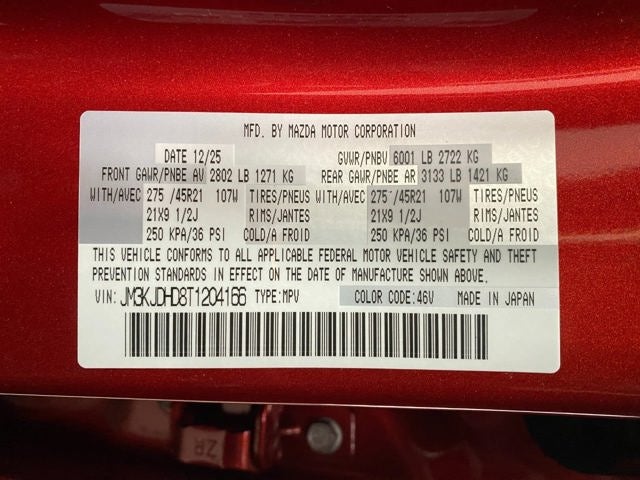 MFD. BY MAZDA MOTOR CORPORATION
DATE 12/25 GVWR/PNBV 6001 LB 2722 KG
FRONT GAWR/PNBE AV 2802 LB 1271 KG REAR GAWR/PNBE AR 3133 LB 1421 KG
WITH/AVEC 275 /45R21 107W TIRES/PNEUS WITH/AVEC 275 /45R21 107W TIRES/PNEUS
21X9 1/2J RIMS/JANTES 21X9 1/2J RIMS/JANTES
250 KPA/36 PSI COLD/A FROID 250 KPA/36 PSI COLD/A FROID
THIS VEHICLE CONFORMS TO ALL APPLICABLE FEDERAL MOTOR VEHICLE SAFETY AND THEFT
PREVENTION STANDARDS IN EFFECT ON THE DATE OF MANUFACTURE SHOWN ABOVE.
VIN: JM3KJDHD8T1204166 TYPE:MPV COLOR CODE:46V MADE IN JAPAN
ZR